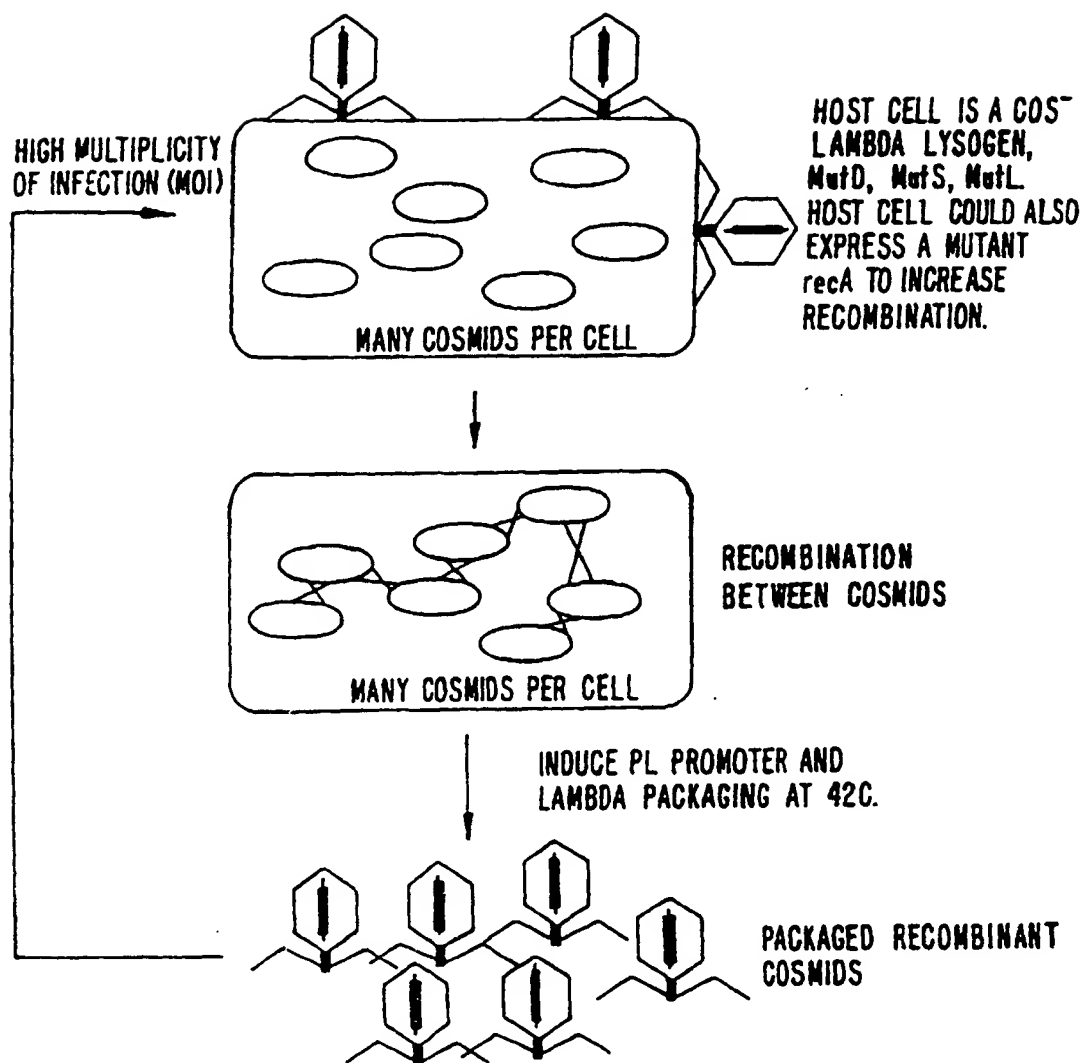 HIGH MULTIPLICITY
OF INFECTION (MOI)
HOST CELL IS A COS⁻
LAMBDA LYSOGEN,
MutD, MutS, MutL.
HOST CELL COULD ALSO
EXPRESS A MUTANT
recA TO INCREASE
RECOMBINATION.
MANY COSMIDS PER CELL
RECOMBINATION
BETWEEN COSMIDS
MANY COSMIDS PER CELL
INDUCE PL PROMOTER AND
LAMBDA PACKAGING AT 42C.
PACKAGED RECOMBINANT
COSMIDS